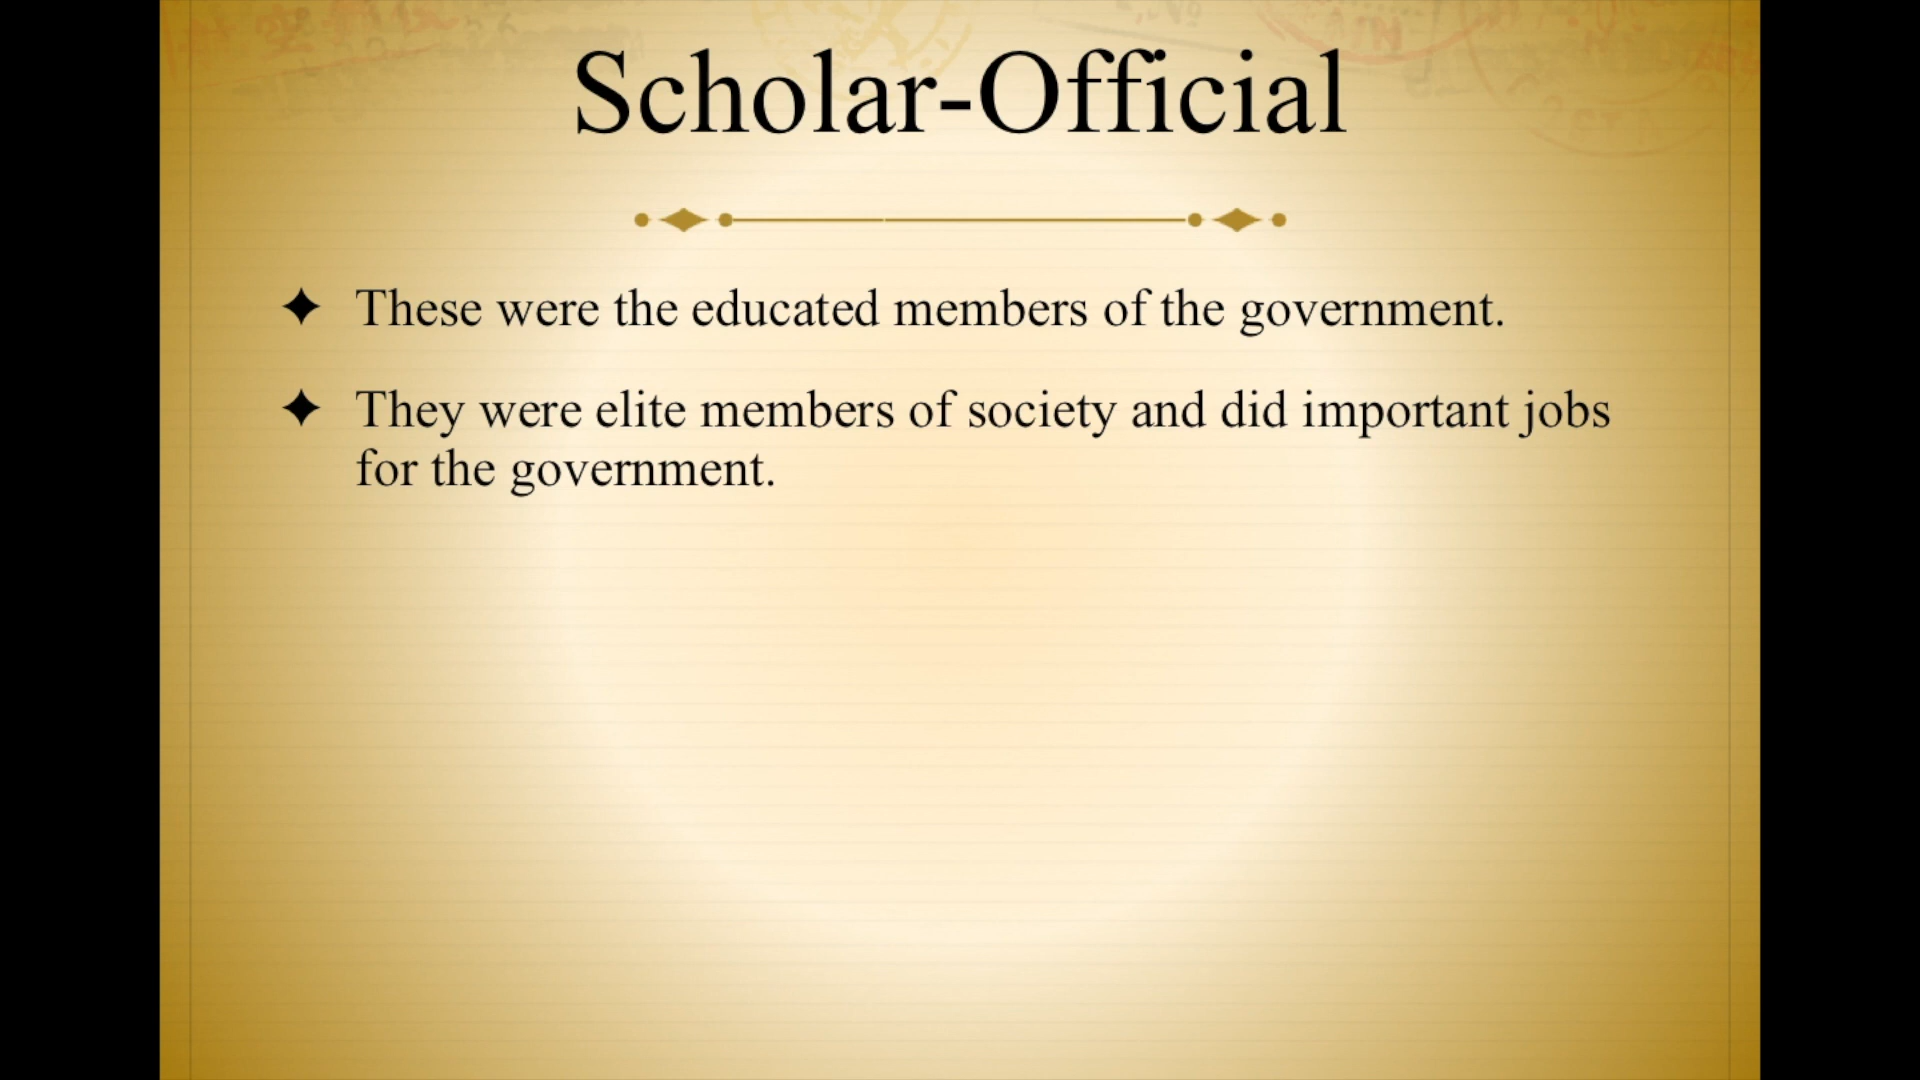 Scholar-Official
These were the educated members of the government.
They were elite members of society and did important jobs
for the government.